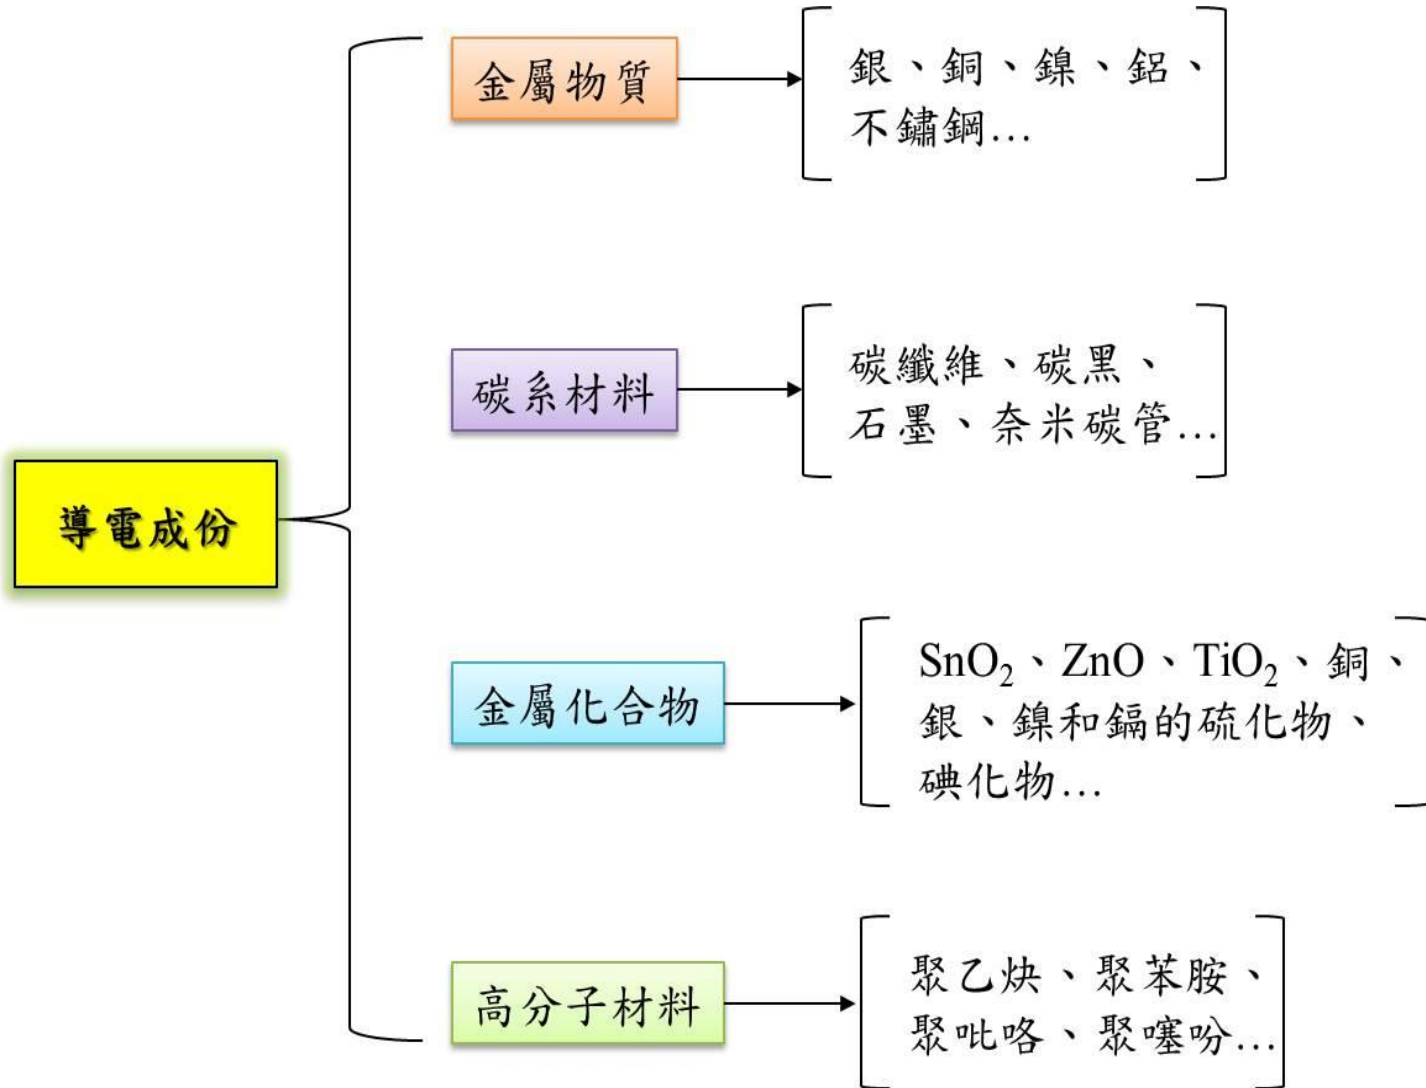 導電成份
金屬物質
銀、銅、鎳、鋁、
不鏽鋼...
碳系材料
碳纖維、碳黑、
石墨、奈米碳管...
金屬化合物
SnO₂、ZnO、TiO₂、銅、
銀、鎳和鎘的硫化物、
碘化物...
高分子材料
聚乙炔、聚苯胺、
聚吡咯、聚噻吩...